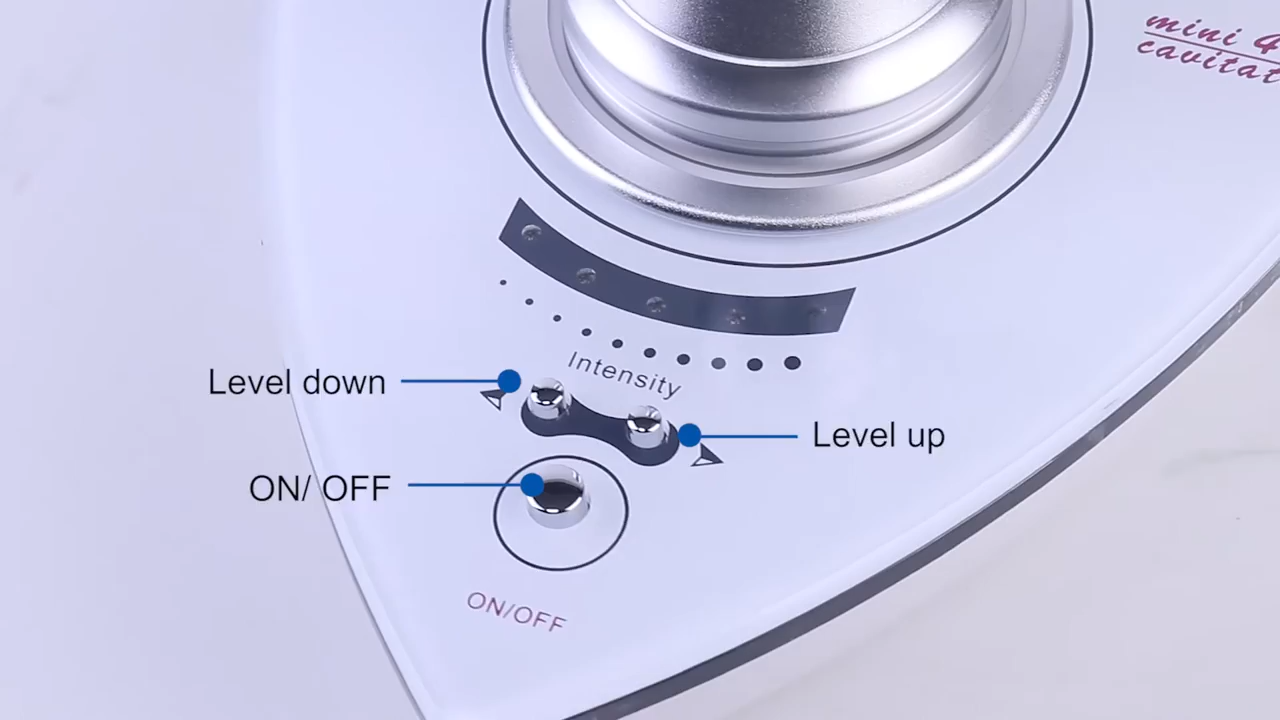 mini 4
cavitat
Intensity
Level down
Level up
ON/ OFF
ON/OFF